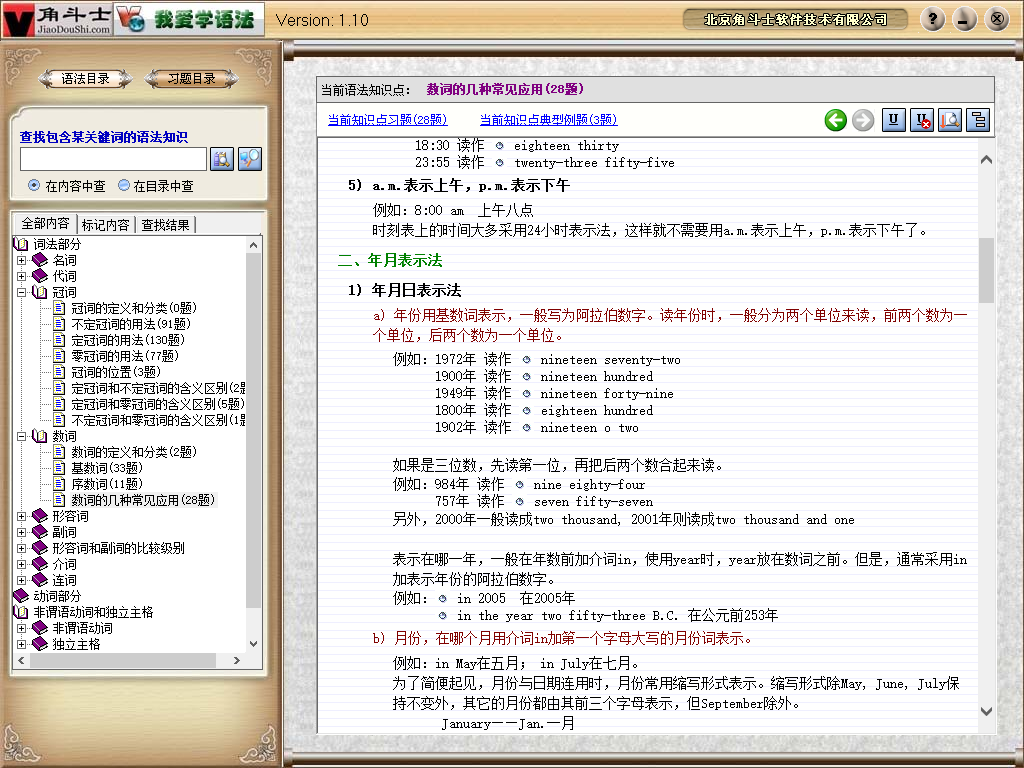 角斗士
JiaoDouShi.com
我爱学语法
Version: 1.10
北京角斗士软件技术有限公司
语法目录
习题目录
查找包含某关键词的语法知识
在内容中查
在目录中查
全部内容
标记内容
查找结果
词法部分
名词
代词
冠词
冠词的定义和分类(0题)
不定冠词的用法(91题)
定冠词的用法(130题)
零冠词的用法(77题)
冠词的位置(3题)
定冠词和不定冠词的含义区别(2题
定冠词和零冠词的含义区别(5题)
不定冠词和零冠词的含义区别(1题
数词
数词的定义和分类(2题)
基数词(33题)
序数词(11题)
数词的几种常见应用(28题)
形容词
副词
形容词和副词的比较级别
介词
连词
动词部分
非谓语动词和独立主格
非谓语动词
独立主格
当前语法知识点: 数词的几种常见应用(28题)
当前知识点习题(28题)
当前知识点典型例题(3题)
18:30 读作 eighteen thirty
23:55 读作 twenty-three fifty-five
5) a.m.表示上午，p.m.表示下午
例如：8:00 am 上午八点
时刻表上的时间大多采用24小时表示法，这样就不需要用a.m.表示上午，p.m.表示下午了。
二、年月表示法
1) 年月日表示法
a) 年份用基数词表示，一般写为阿拉伯数字。读年份时，一般分为两个单位来读，前两个数为一
个单位，后两个数为一个单位。
例如：1972年 读作 nineteen seventy-two
1900年 读作 nineteen hundred
1949年 读作 nineteen forty-nine
1800年 读作 eighteen hundred
1902年 读作 nineteen o two
如果是三位数，先读第一位，再把后两个数合起来读。
例如：984年 读作 nine eighty-four
757年 读作 seven fifty-seven
另外，2000年一般读成two thousand, 2001年则读成two thousand and one
表示在哪一年，一般在年数前加介词in，使用year时，year放在数词之前。但是，通常采用in
加表示年份的阿拉伯数字。
例如： in 2005 在2005年
in the year two fifty-three B.C. 在公元前253年
b) 月份，在哪个月用介词in加第一个字母大写的月份词表示。
例如：in May在五月； in July在七月。
为了简便起见，月份与日期连用时，月份常用缩写形式表示。缩写形式除May, June, July保
持不变外，其它的月份都由其前三个字母表示，但September除外。
January——Jan.一月